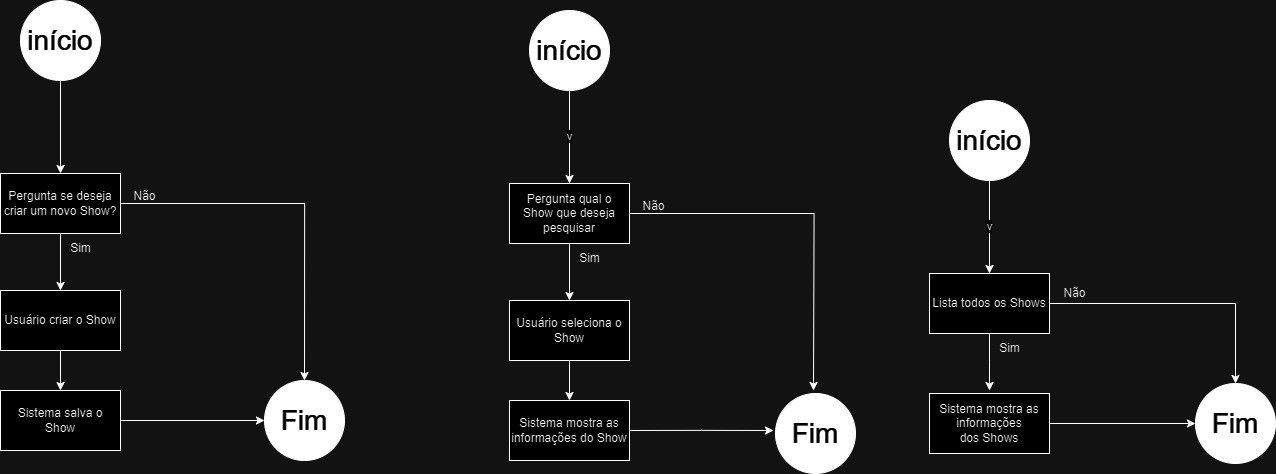 início
Pergunta se deseja
criar um novo Show?
Não
Sim
Usuário criar o Show
Sistema salva o
Show
Fim
início
v
Pergunta qual o
Show que deseja
pesquisar
Não
Sim
Usuário seleciona o
Show
Sistema mostra as
informações do Show
Fim
início
v
Lista todos os Shows
Não
Sim
Sistema mostra as
informações
dos Shows
Fim